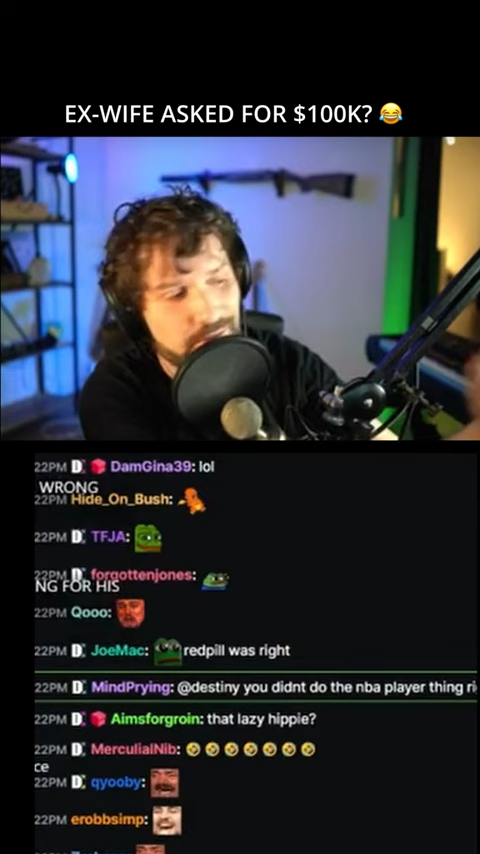 EX-WIFE ASKED FOR $100K? 😂
22PM D DamGina39: lol
WRONG
22PM Hide_On_Bush:
22PM D TFJA:
22PM D forgottenjones:
NG FOR HIS
22PM Qooo:
22PM D JoeMac: redpill was right
22PM D MindPrying: @destiny you didnt do the nba player thing ri
22PM D Aimsforgroin: that lazy hippie?
22PM D MerculialNib: 🤣 🤣 🤣 🤣 🤣 🤣 🤣
ce
22PM D qyooby:
22PM erobbsimp: